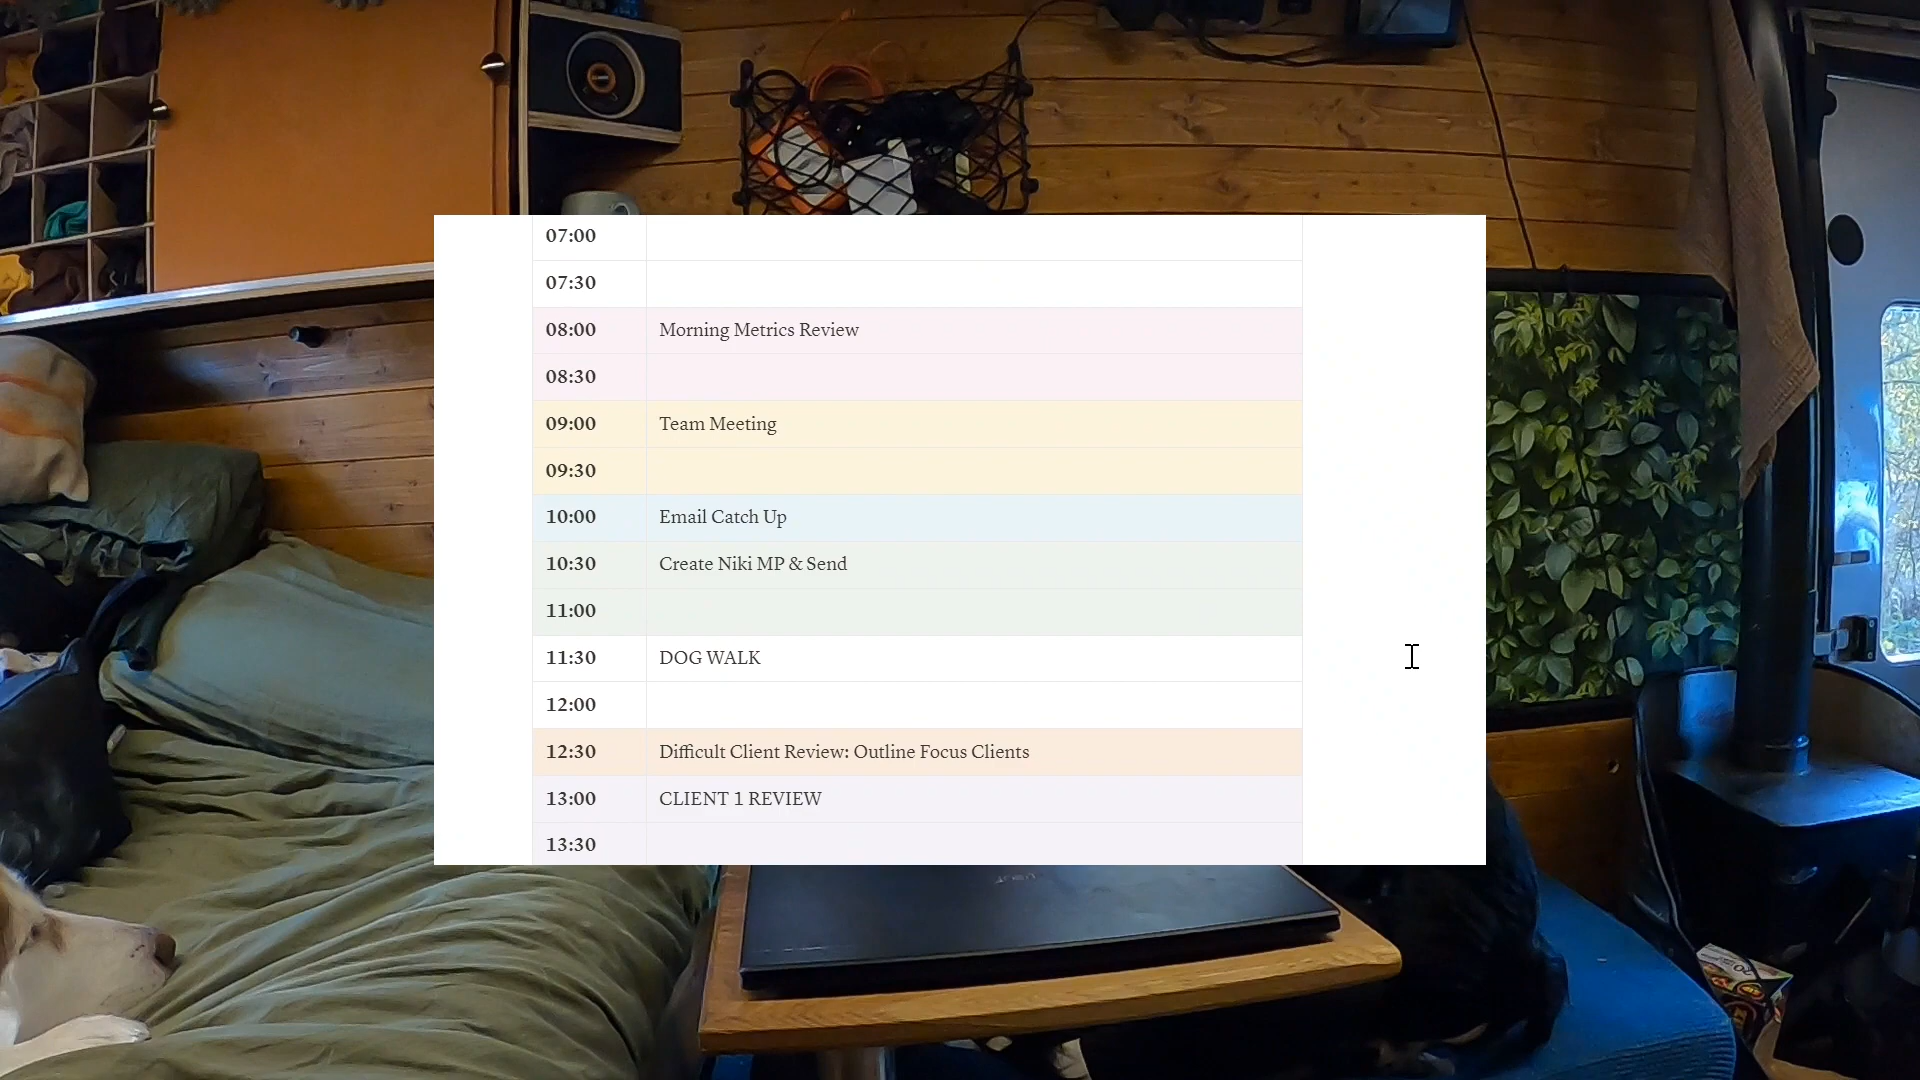 07:00
07:30
08:00 Morning Metrics Review
08:30
09:00 Team Meeting
09:30
10:00 Email Catch Up
10:30 Create Niki MP & Send
11:00
11:30 DOG WALK
12:00
12:30 Difficult Client Review: Outline Focus Clients
13:00 CLIENT 1 REVIEW
13:30